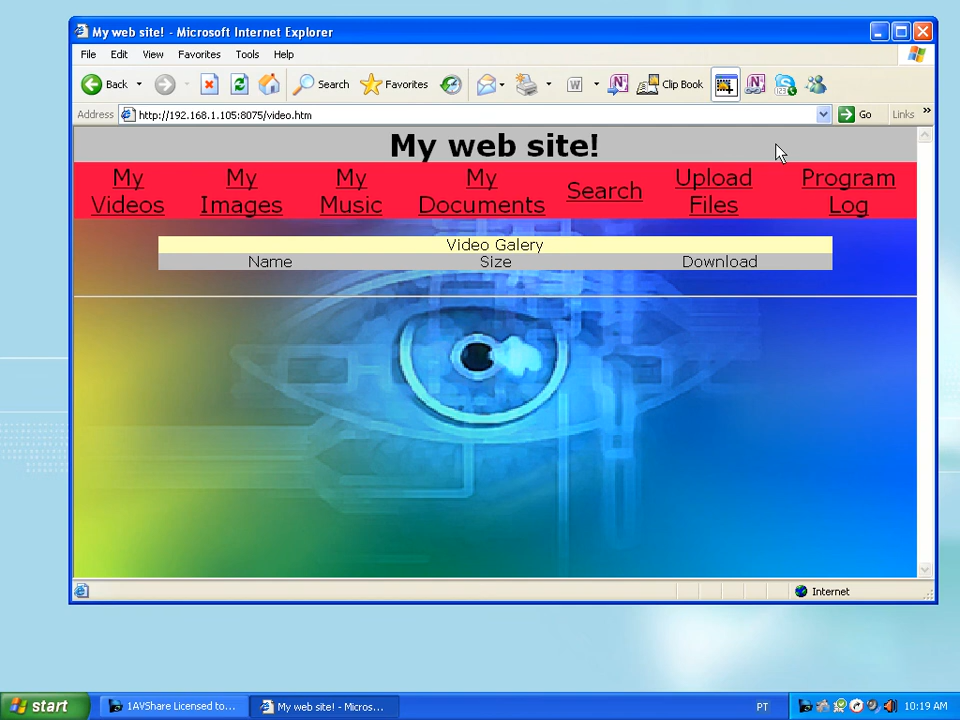 My web site! - Microsoft Internet Explorer
File Edit View Favorites Tools Help
Back Search Favorites W N Clip Book N S
Address http://192.168.1.105:8075/video.htm Go Links »
My web site!
My Videos My Images My Music My Documents Search Upload Files Program Log
Video Galery
Name Size Download
Internet
start 1AVShare Licensed to... My web site! - Micros... PT 10:19 AM